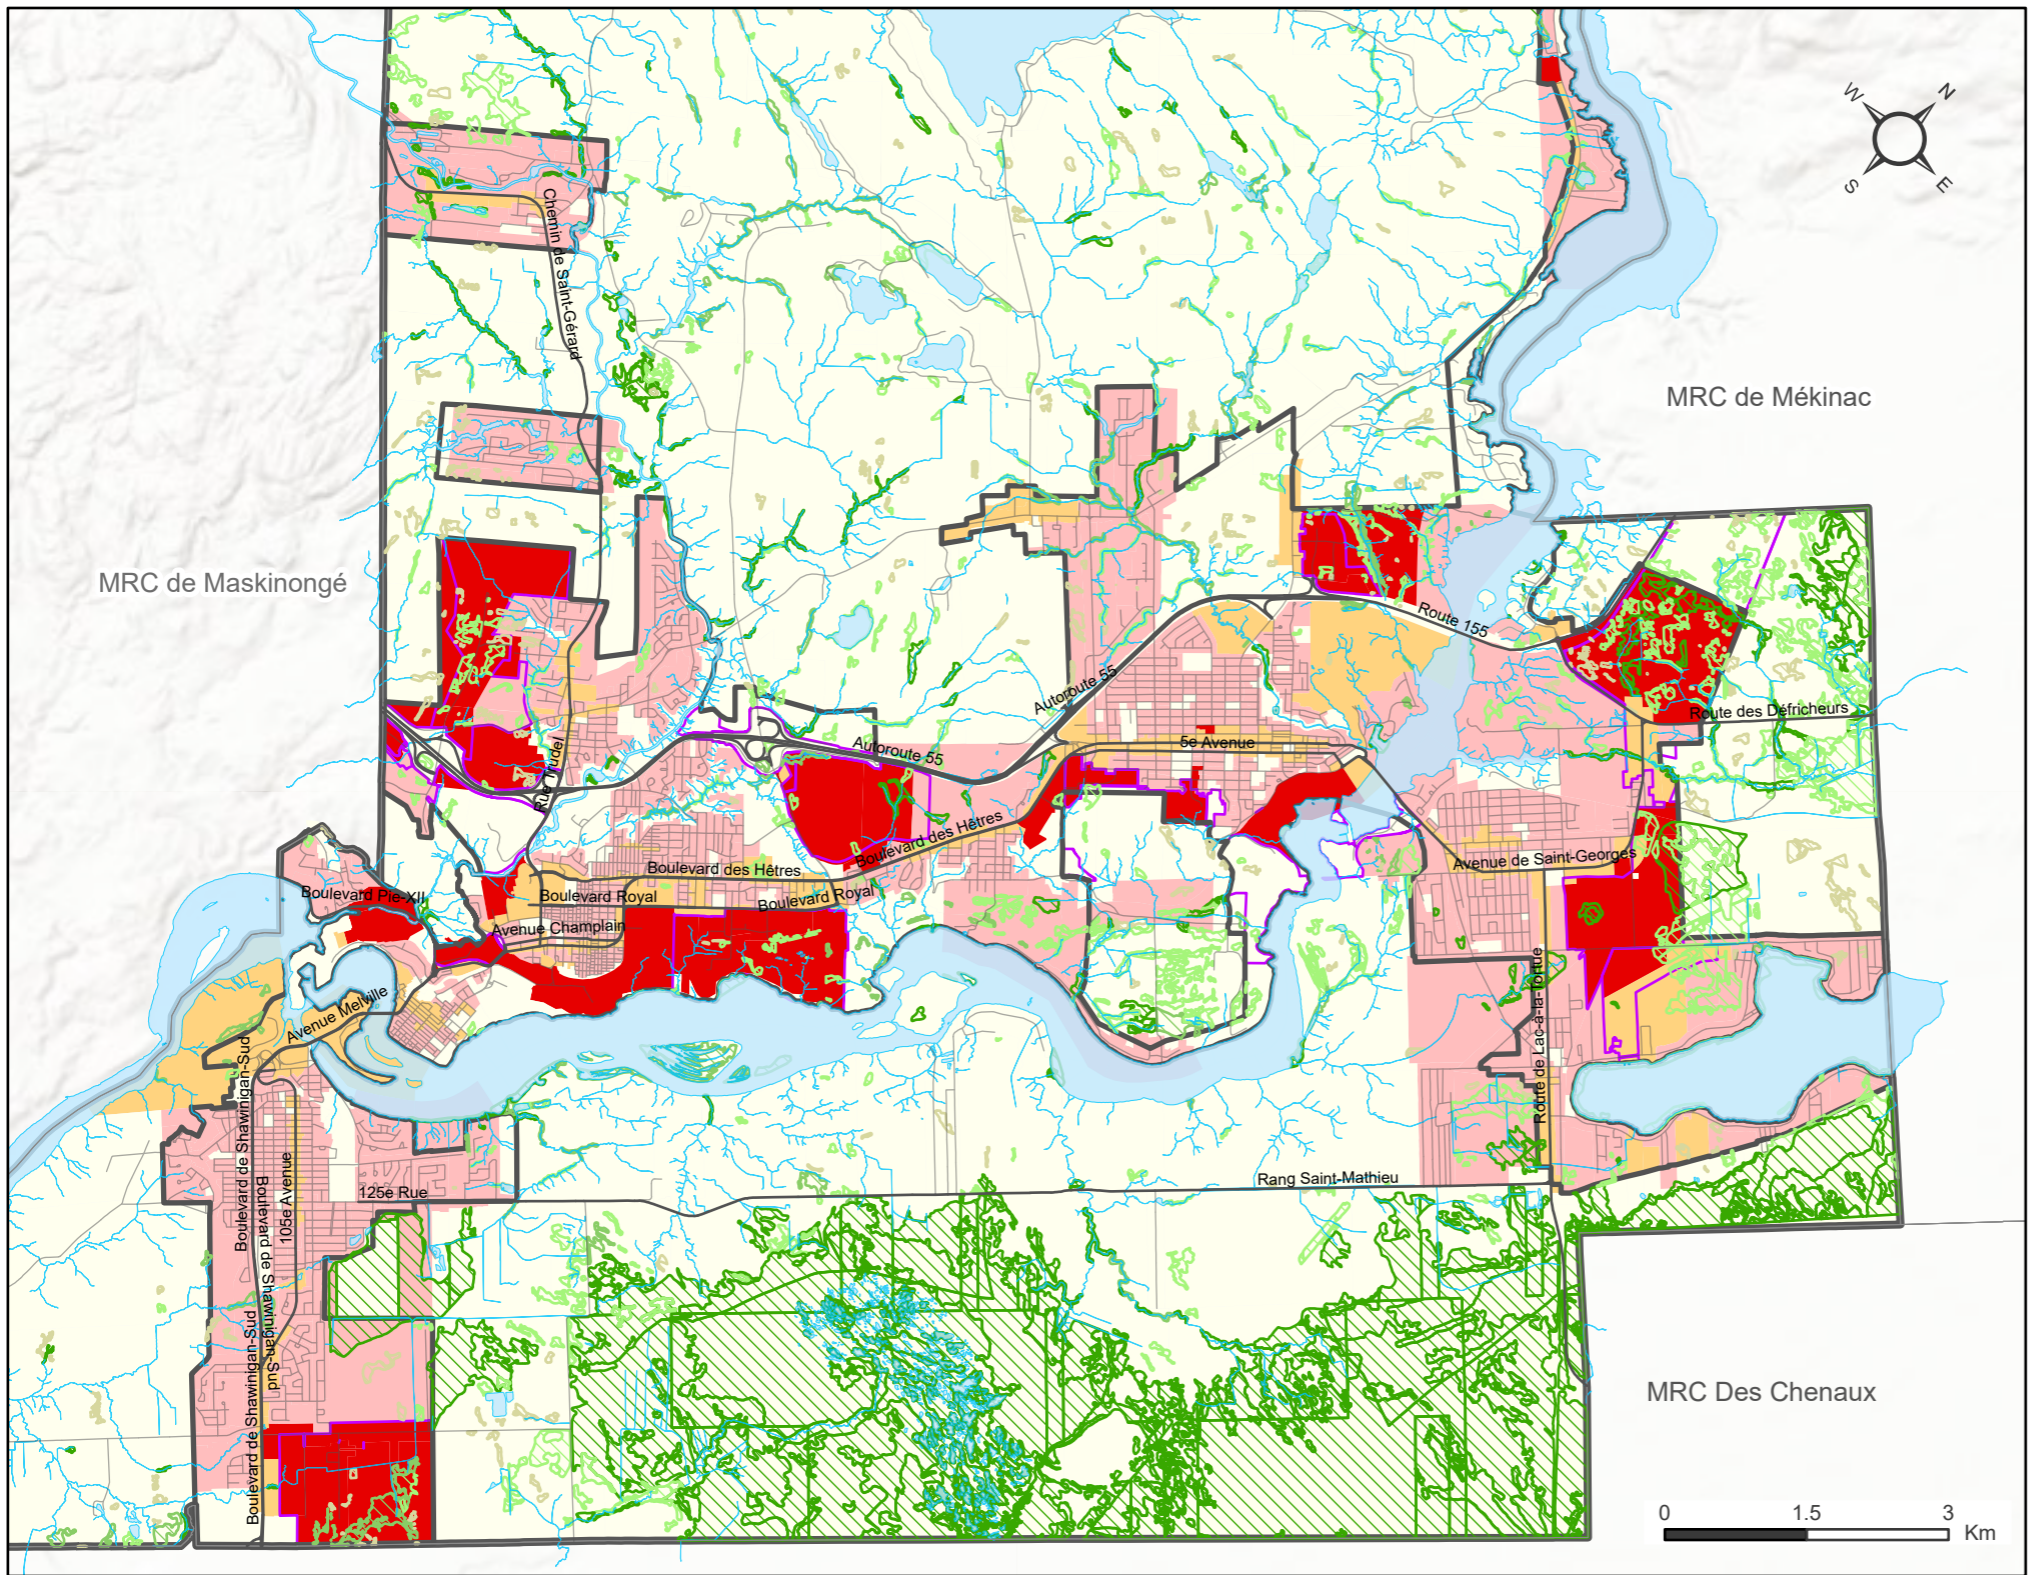 W
N
S
E
Chemin de Saint-Gérard
MRC de Mékinac
MRC de Maskinongé
Route 155
Autoroute 55
Route des Défricheurs
5e Avenue
Autoroute 55
Rue Trudel
Boulevard des Hêtres
Avenue de Saint-Georges
Boulevard des Hêtres
Boulevard Pie-XII
Boulevard Royal
Boulevard Royal
Avenue Champlain
Route de Lac-à-la-Tortue
Avenue Melville
Boulevard de Shawinigan-Sud
105e Avenue
125e Rue
Rang Saint-Mathieu
Boulevard de Shawinigan-Sud
Boulevard de Shawinigan-Sud
MRC Des Chenaux
0 1.5 3
Km